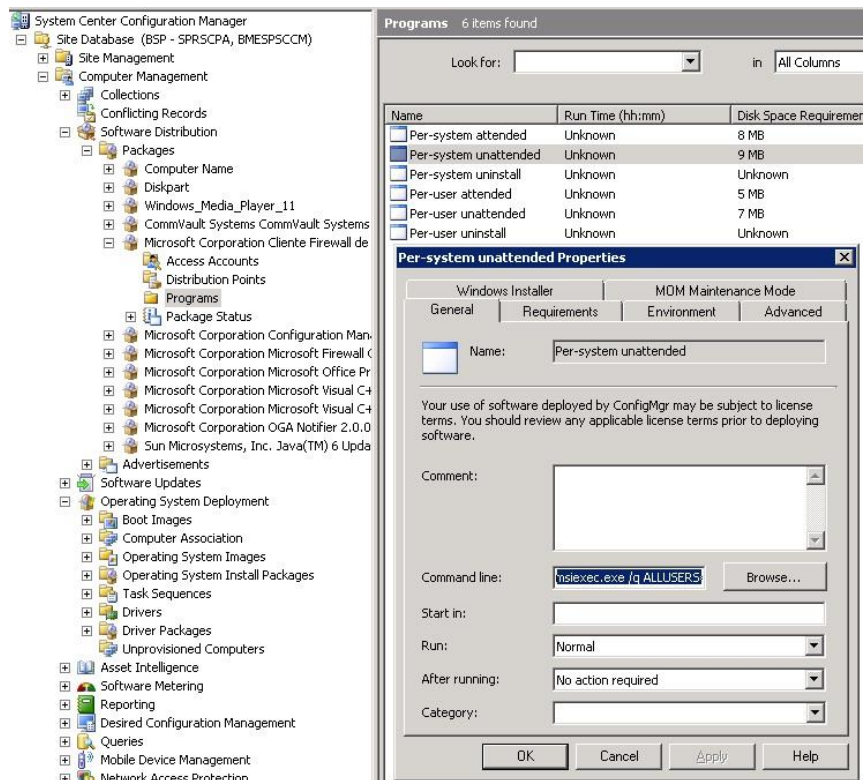 System Center Configuration Manager
Site Database (BSP - SPRSCPA, BMESPSCCM)
Site Management
Computer Management
Collections
Conflicting Records
Software Distribution
Packages
Computer Name
Diskpart
Windows_Media_Player_11
CommVault Systems CommVault Systems
Microsoft Corporation Cliente Firewall de
Access Accounts
Distribution Points
Programs
Package Status
Microsoft Corporation Configuration Man
Microsoft Corporation Microsoft Firewall C
Microsoft Corporation Microsoft Office Pr
Microsoft Corporation Microsoft Visual C+
Microsoft Corporation Microsoft Visual C+
Microsoft Corporation OGA Notifier 2.0.0
Sun Microsystems, Inc. Java(TM) 6 Upda
Advertisements
Software Updates
Operating System Deployment
Boot Images
Computer Association
Operating System Images
Operating System Install Packages
Task Sequences
Drivers
Driver Packages
Unprovisioned Computers
Asset Intelligence
Software Metering
Reporting
Desired Configuration Management
Queries
Mobile Device Management
Network Access Protection
Programs 6 items found
Look for: in All Columns
Name Run Time (hh:mm) Disk Space Requiremen
Per-system attended Unknown 8 MB
Per-system unattended Unknown 9 MB
Per-system uninstall Unknown Unknown
Per-user attended Unknown 5 MB
Per-user unattended Unknown 7 MB
Per-user uninstall Unknown Unknown
Per-system unattended Properties
Windows Installer MOM Maintenance Mode
General Requirements Environment Advanced
Name: Per-system unattended
Your use of software deployed by ConfigMgr may be subject to license
terms. You should review any applicable license terms prior to deploying
software.
Comment:
Command line: msiexec.exe /q ALLUSERS Browse...
Start in:
Run: Normal
After running: No action required
Category:
OK Cancel Apply Help